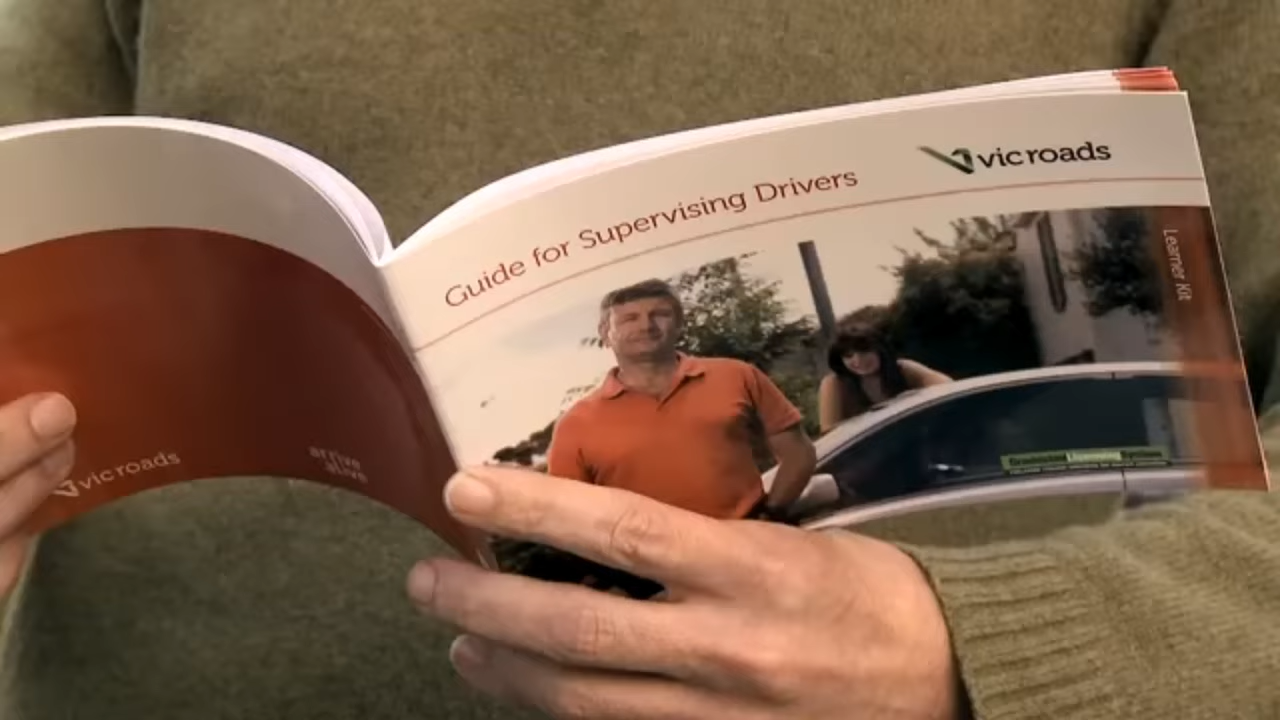 vicroads
Guide for Supervising Drivers
Learner Kit
vicroads
arrive
alive